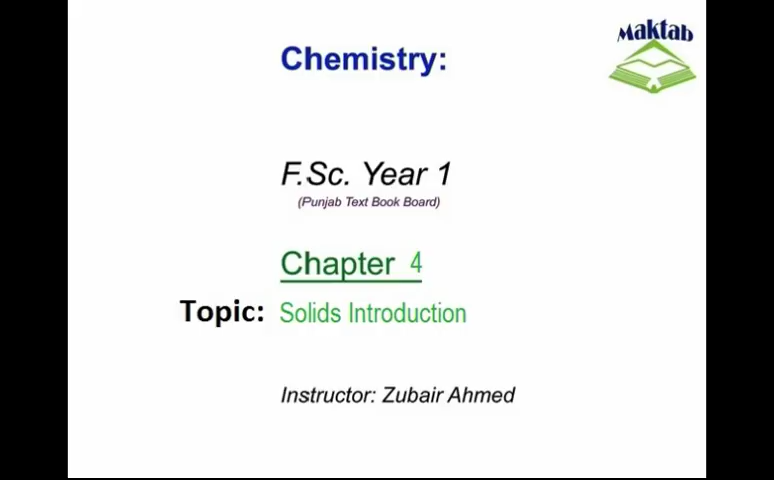 Maktab
Chemistry:
F.Sc. Year 1
(Punjab Text Book Board)
Chapter 4
Topic: Solids Introduction
Instructor: Zubair Ahmed